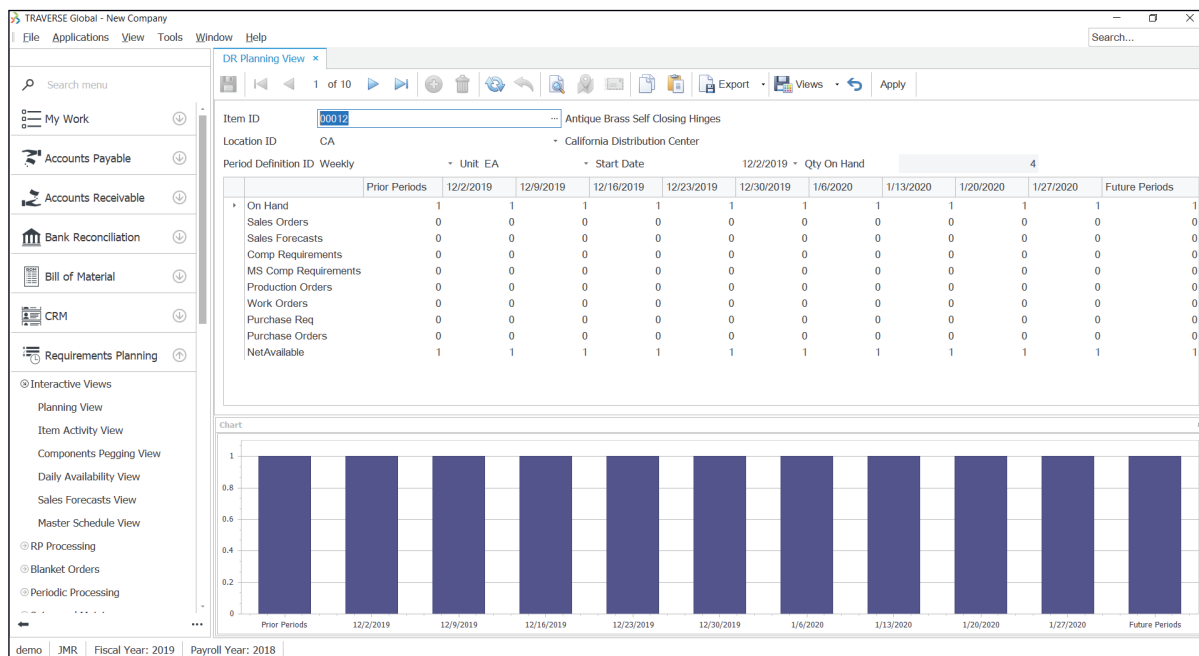 TRAVERSE Global - New Company
File Applications View Tools Window Help Search...
DR Planning View ×
Search menu 1 of 10 Export Views Apply
My Work
Accounts Payable
Accounts Receivable
Bank Reconciliation
Bill of Material
CRM
Requirements Planning
Interactive Views
Planning View
Item Activity View
Components Pegging View
Daily Availability View
Sales Forecasts View
Master Schedule View
RP Processing
Blanket Orders
Periodic Processing
Item ID 00012 ... Antique Brass Self Closing Hinges
Location ID CA California Distribution Center
Period Definition ID Weekly Unit EA Start Date 12/2/2019 Qty On Hand 4
Prior Periods 12/2/2019 12/9/2019 12/16/2019 12/23/2019 12/30/2019 1/6/2020 1/13/2020 1/20/2020 1/27/2020 Future Periods
On Hand 1 1 1 1 1 1 1 1 1 1 1
Sales Orders 0 0 0 0 0 0 0 0 0 0 0
Sales Forecasts 0 0 0 0 0 0 0 0 0 0 0
Comp Requirements 0 0 0 0 0 0 0 0 0 0 0
MS Comp Requirements 0 0 0 0 0 0 0 0 0 0 0
Production Orders 0 0 0 0 0 0 0 0 0 0 0
Work Orders 0 0 0 0 0 0 0 0 0 0 0
Purchase Req 0 0 0 0 0 0 0 0 0 0 0
Purchase Orders 0 0 0 0 0 0 0 0 0 0 0
NetAvailable 1 1 1 1 1 1 1 1 1 1 1
Chart
1
0.8
0.6
0.4
0.2
0
Prior Periods 12/2/2019 12/9/2019 12/16/2019 12/23/2019 12/30/2019 1/6/2020 1/13/2020 1/20/2020 1/27/2020 Future Periods
demo JMR Fiscal Year: 2019 Payroll Year: 2018